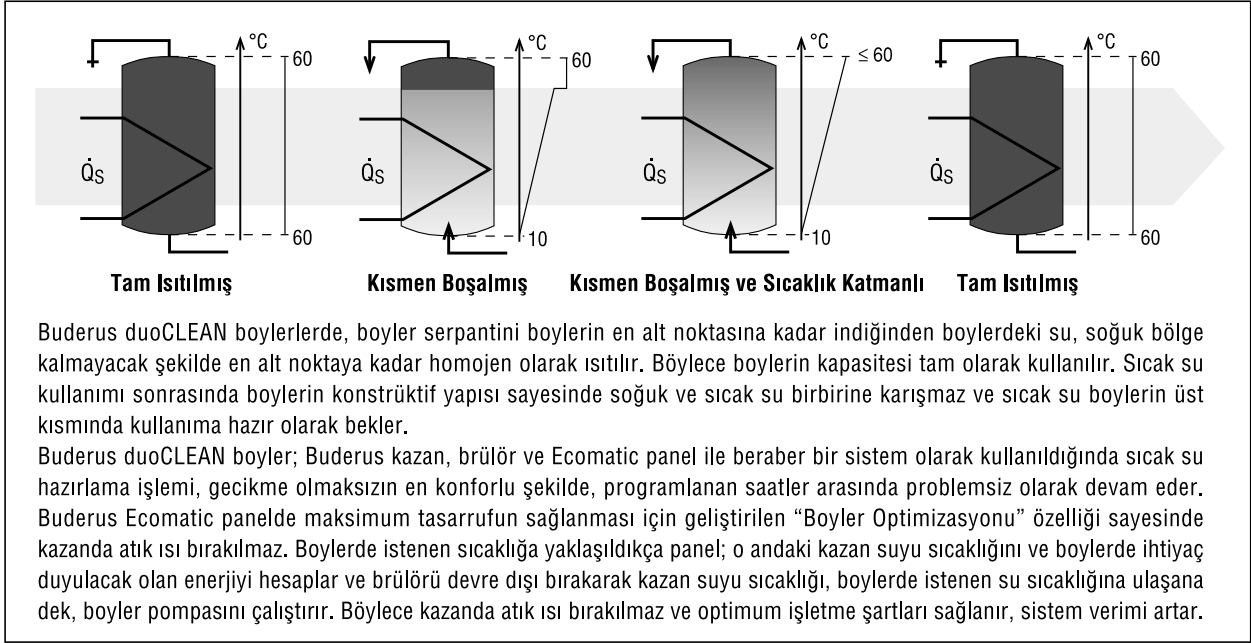 °C °C °C °C
60 60 ≤ 60 60
Q̇S Q̇S Q̇S Q̇S
60 10 10 60
Tam Isıtılmış Kısmen Boşalmış Kısmen Boşalmış ve Sıcaklık Katmanlı Tam Isıtılmış
Buderus duoCLEAN boylerlerde, boyler serpantini boylerin en alt noktasına kadar indiğinden boylerdeki su, soğuk bölge
kalmayacak şekilde en alt noktaya kadar homojen olarak ısıtılır. Böylece boylerin kapasitesi tam olarak kullanılır. Sıcak su
kullanımı sonrasında boylerin konstrüktif yapısı sayesinde soğuk ve sıcak su birbirine karışmaz ve sıcak su boylerin üst
kısmında kullanıma hazır olarak bekler.
Buderus duoCLEAN boyler; Buderus kazan, brülör ve Ecomatic panel ile beraber bir sistem olarak kullanıldığında sıcak su
hazırlama işlemi, gecikme olmaksızın en konforlu şekilde, programlanan saatler arasında problemsiz olarak devam eder.
Buderus Ecomatic panelde maksimum tasarrufun sağlanması için geliştirilen “Boyler Optimizasyonu” özelliği sayesinde
kazanda atık ısı bırakılmaz. Boylerde istenen sıcaklığa yaklaşıldıkça panel; o andaki kazan suyu sıcaklığını ve boylerde ihtiyaç
duyulacak olan enerjiyi hesaplar ve brülörü devre dışı bırakarak kazan suyu sıcaklığı, boylerde istenen su sıcaklığına ulaşana
dek, boyler pompasını çalıştırır. Böylece kazanda atık ısı bırakılmaz ve optimum işletme şartları sağlanır, sistem verimi artar.